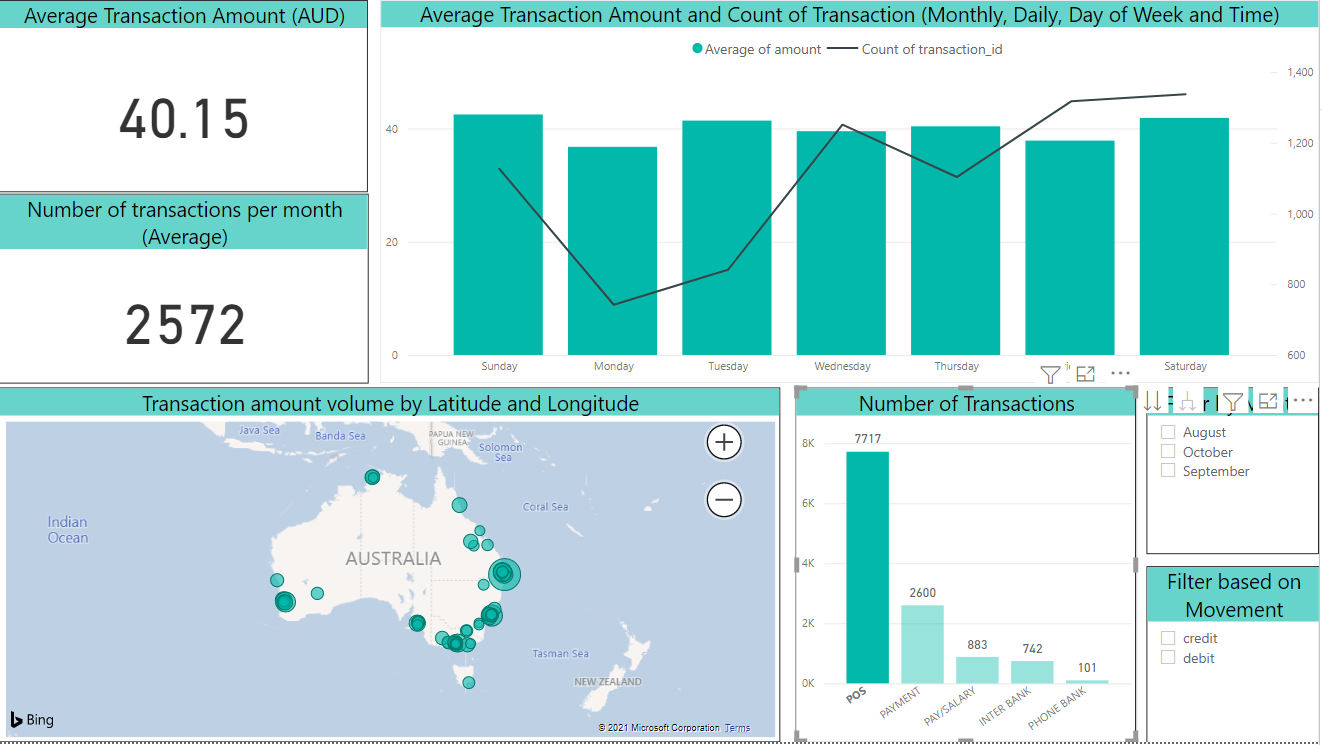 Average Transaction Amount (AUD)
40.15
Number of transactions per month
(Average)
2572
Average Transaction Amount and Count of Transaction (Monthly, Daily, Day of Week and Time)
Average of amount Count of transaction_id
1,400
40 1,200
1,000
20 800
0 600
Sunday Monday Tuesday Wednesday Thursday Saturday
Transaction amount volume by Latitude and Longitude
Java Sea
Banda Sea
PAPUA NEW
GUINEA
Solomon
Sea
Coral Sea
Indian
Ocean
AUSTRALIA
Tasman Sea
NEW ZEALAND
Bing
© 2021 Microsoft Corporation Terms
Number of Transactions
8K
7717
6K
4K
2600
2K
883
742
101
0K
POS PAYMENT PAY/SALARY INTER BANK PHONE BANK
August
October
September
Filter based on
Movement
credit
debit